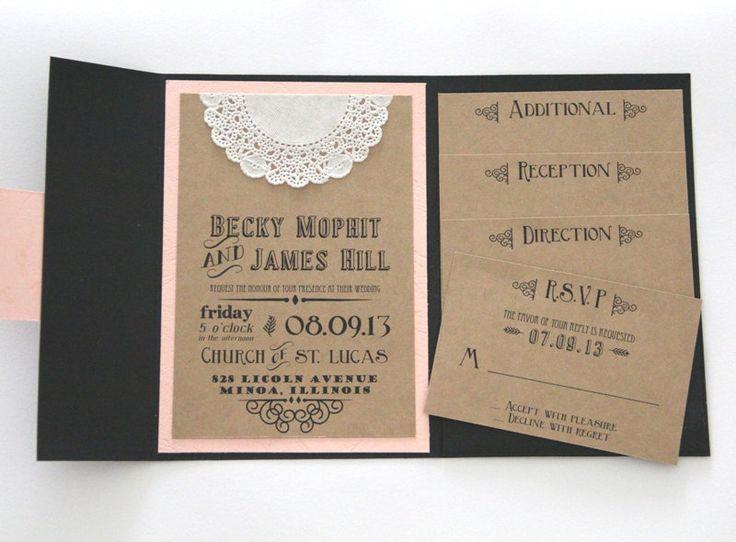 BECKY MOPHIT
AND JAMES HILL
REQUEST THE HONOUR OF YOUR PRESENCE AT THEIR WEDDING
friday
5 o'clock
in the afternoon
08.09.13
CHURCH OF ST. LUCAS
828 LICOLN AVENUE
MINOA, ILLINOIS
ADDITIONAL
RECEPTION
DIRECTION
R.S.V.P
THE FAVOR OF YOUR REPLY IS REQUESTED
07.09.13
M
ACCEPT WITH PLEASURE
DECLINE WITH REGRET